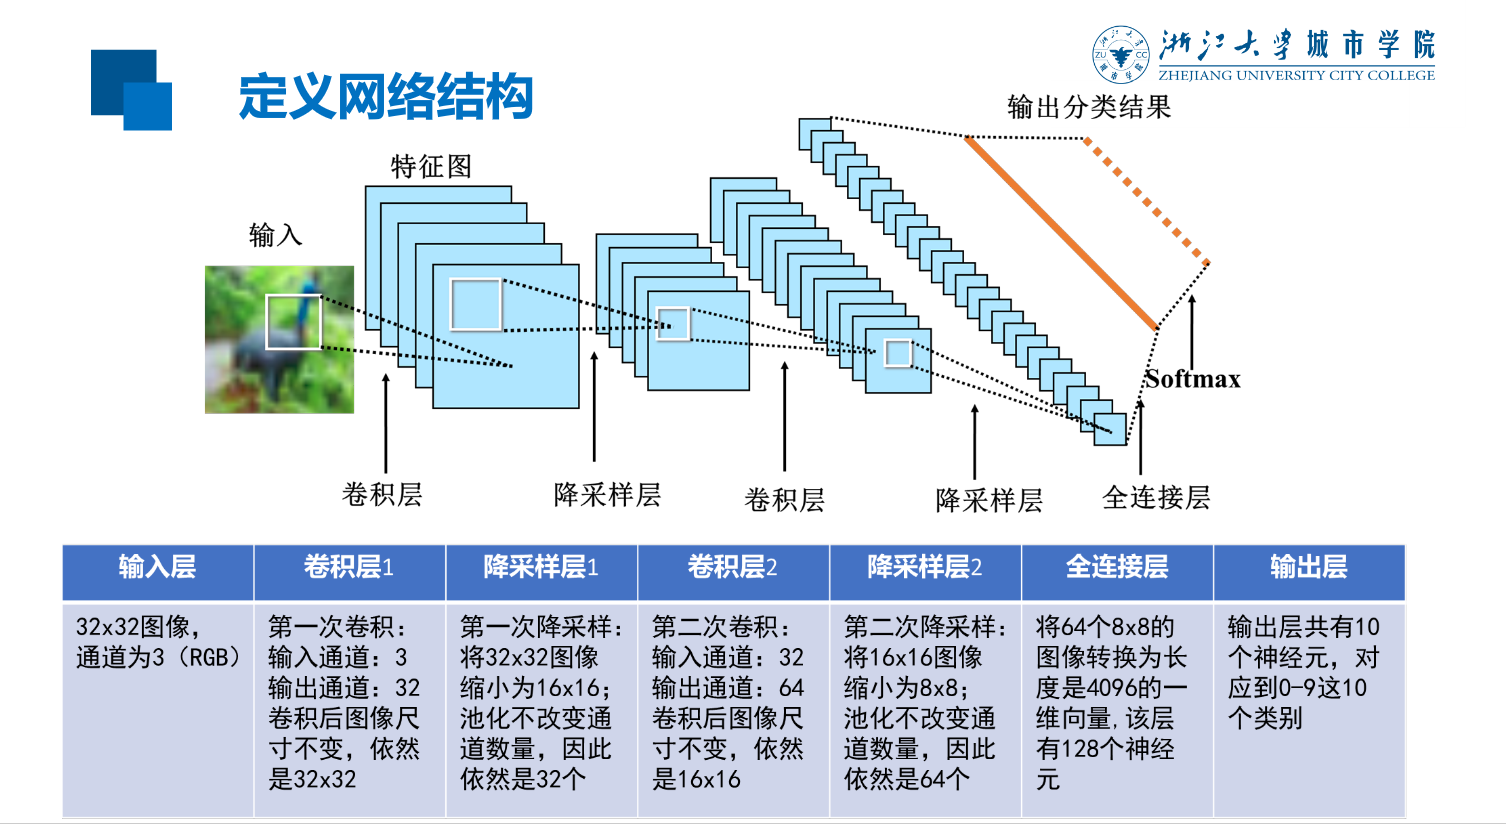 浙江大学城市学院
ZHEJIANG UNIVERSITY CITY COLLEGE
ZU CC
定义网络结构
输出分类结果
特征图
输入
Softmax
卷积层
降采样层
卷积层
降采样层
全连接层
输入层
32x32图像，
通道为3（RGB）
卷积层1
第一次卷积：
输入通道：3
输出通道：32
卷积后图像尺
寸不变，依然
是32x32
降采样层1
第一次降采样：
将32x32图像
缩小为16x16；
池化不改变通
道数量，因此
依然是32个
卷积层2
第二次卷积：
输入通道：32
输出通道：64
卷积后图像尺
寸不变，依然
是16x16
降采样层2
第二次降采样：
将16x16图像
缩小为8x8；
池化不改变通
道数量，因此
依然是64个
全连接层
将64个8x8的
图像转换为长
度是4096的一
维向量,该层
有128个神经
元
输出层
输出层共有10
个神经元，对
应到0-9这10
个类别